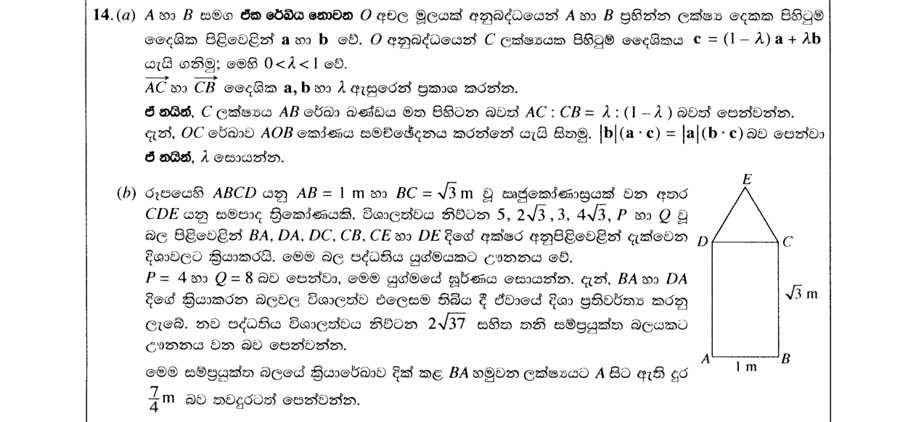 14.(a) A හා B සමග ඒක රේඛීය නොවන O අචල මූලයක් අනුබද්ධයෙන් A හා B ප්‍රභින්න ලක්ෂ්‍ය දෙකක පිහිටුම්
දෛශික පිළිවෙළින් a හා b වේ. O අනුබද්ධයෙන් C ලක්ෂ්‍යයක පිහිටුම් දෛශිකය c = (1 − λ) a + λb
යැයි ගනිමු; මෙහි 0 < λ < 1 වේ.
\overrightarrow{AC} හා \overrightarrow{CB} දෛශික a, b හා λ ඇසුරෙන් ප්‍රකාශ කරන්න.
ඒ නයින්, C ලක්ෂ්‍යය AB රේඛා ඛණ්ඩය මත පිහිටන බවත් AC : CB = λ : (1 − λ) බවත් පෙන්වන්න.
දැන්, OC රේඛාව AOB කෝණය සමච්ඡේදනය කරන්නේ යැයි සිතමු. |b|(a · c) = |a|(b · c) බව පෙන්වා
ඒ නයින්, λ සොයන්න.
(b) රූපයෙහි ABCD යනු AB = 1 m හා BC = √3 m වූ ඍජුකෝණාස්‍රයක් වන අතර
CDE යනු සමපාද ත්‍රිකෝණයකි. විශාලත්වය නිව්ටන 5, 2√3, 3, 4√3, P හා Q වූ
බල පිළිවෙළින් BA, DA, DC, CB, CE හා DE දිගේ අක්ෂර අනුපිළිවෙළින් දැක්වෙන
දිශාවලට ක්‍රියාකරයි. මෙම බල පද්ධතිය යුග්මයකට ඌනනය වේ.
P = 4 හා Q = 8 බව පෙන්වා, මෙම යුග්මයේ ඝූර්ණය සොයන්න. දැන්, BA හා DA
දිගේ ක්‍රියාකරන බලවල විශාලත්ව එලෙසම තිබිය දී ඒවායේ දිශා ප්‍රතිවර්ත්‍ය කරනු
ලැබේ. නව පද්ධතිය විශාලත්වය නිව්ටන 2√37 සහිත තනි සම්ප්‍රයුක්ත බලයකට
ඌනනය වන බව පෙන්වන්න.
මෙම සම්ප්‍රයුක්ත බලයේ ක්‍රියාරේඛාව දික් කළ BA හමුවන ලක්ෂ්‍යයට A සිට ඇති දුර
7/4 m බව තවදුරටත් පෙන්වන්න.
E
D
C
√3 m
A
B
1 m